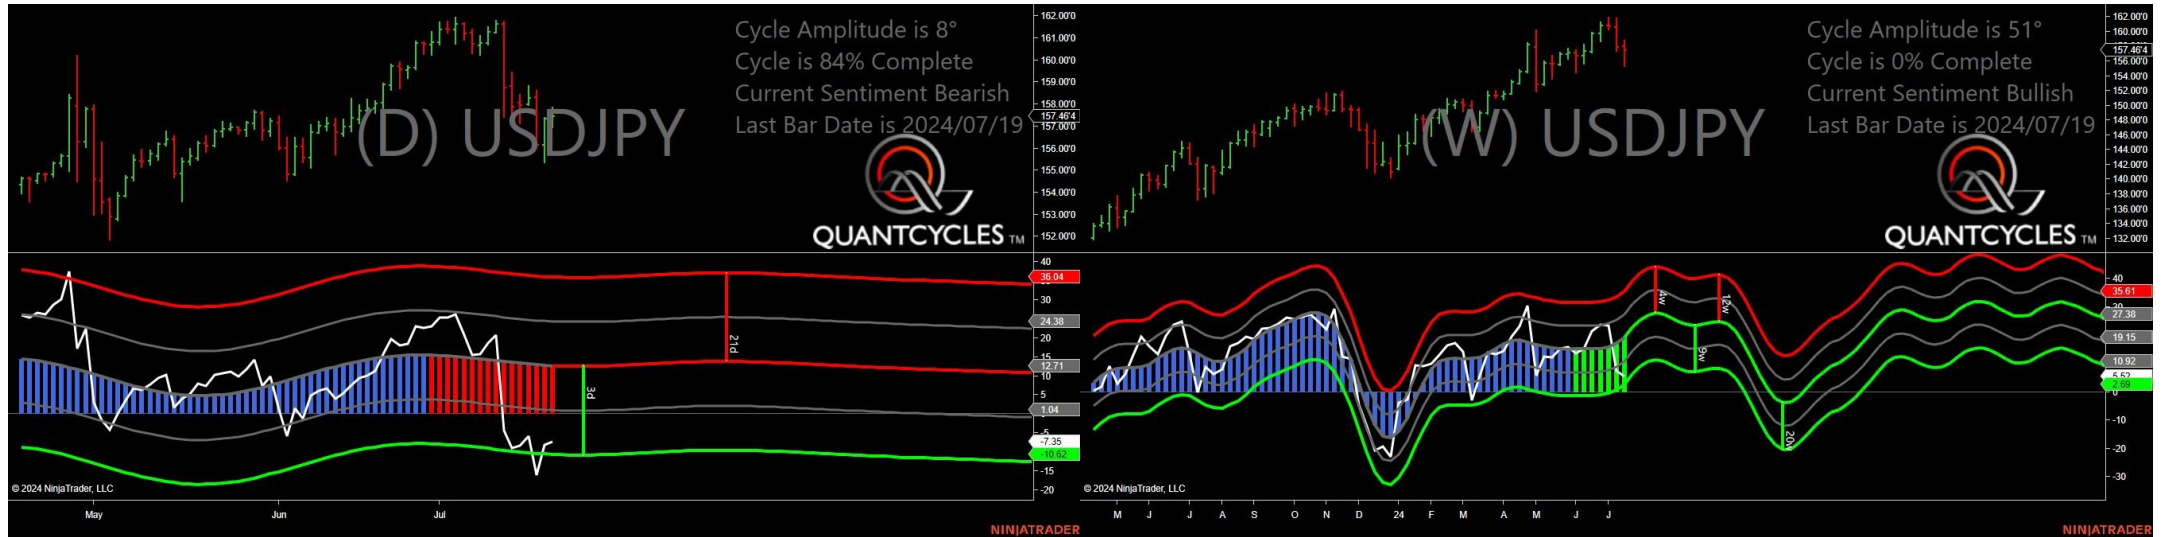 Cycle Amplitude is 8°
Cycle is 84% Complete
Current Sentiment Bearish
Last Bar Date is 2024/07/19
(D) USDJPY
QUANTCYCLES TM
162.00'0
161.00'0
160.00'0
159.00'0
158.00'0
157.46'4
157.00'0
156.00'0
155.00'0
154.00'0
153.00'0
152.00'0
40
36.04
30
24.38
20
15
12.71
10
5
1.04
-5
-7.35
-10.62
-15
-20
21d
3d
© 2024 NinjaTrader, LLC
May
Jun
Jul
NINJATRADER
Cycle Amplitude is 51°
Cycle is 0% Complete
Current Sentiment Bullish
Last Bar Date is 2024/07/19
(W) USDJPY
QUANTCYCLES TM
162.00'0
160.00'0
157.46'4
156.00'0
154.00'0
152.00'0
150.00'0
148.00'0
146.00'0
144.00'0
142.00'0
140.00'0
138.00'0
136.00'0
134.00'0
132.00'0
40
35.61
30
27.38
19.15
10.92
5.52
2.69
0
-10
-20
-30
4w
12w
9w
20w
© 2024 NinjaTrader, LLC
M
J
J
A
S
O
N
D
24
F
M
A
M
J
J
NINJATRADER